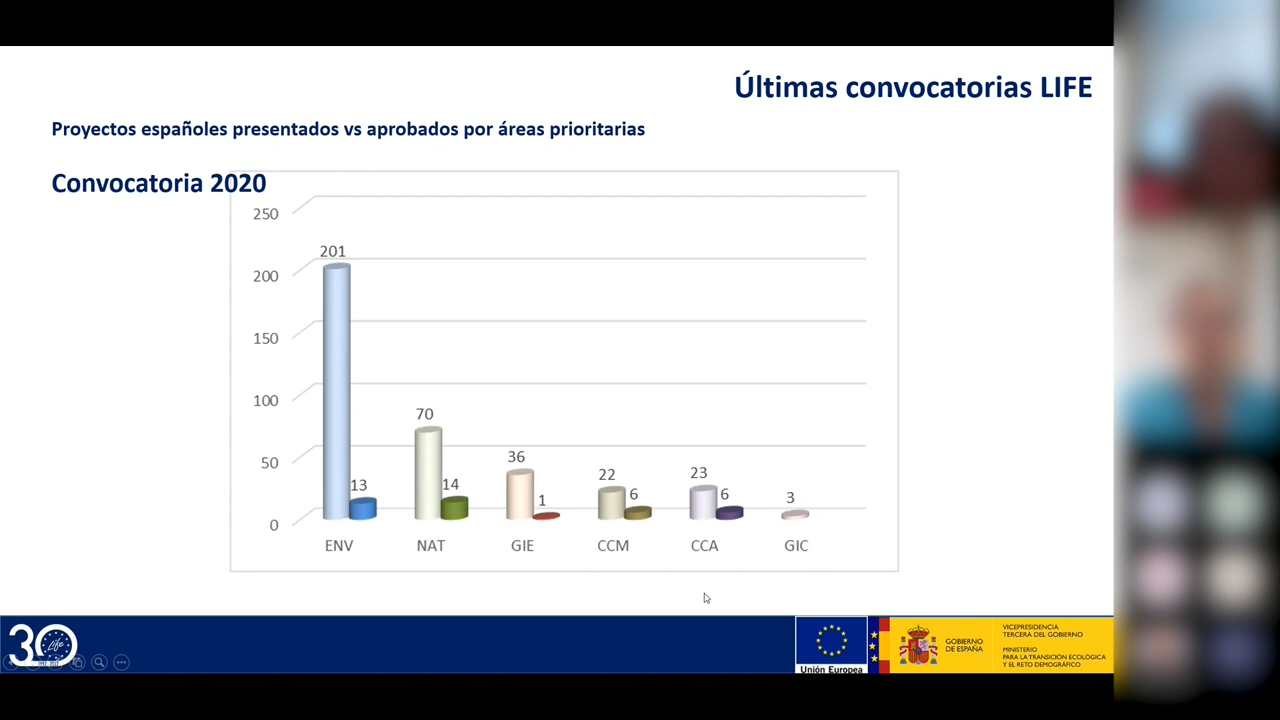 Últimas convocatorias LIFE
Proyectos españoles presentados vs aprobados por áreas prioritarias
Convocatoria 2020
250
200
150
100
50
0
201
13
70
14
36
1
22
6
23
6
3
ENV
NAT
GIE
CCM
CCA
GIC
30
Life
Unión Europea
GOBIERNO
DE ESPAÑA
VICEPRESIDENCIA
TERCERA DEL GOBIERNO
MINISTERIO
PARA LA TRANSICIÓN ECOLÓGICA
Y EL RETO DEMOGRÁFICO